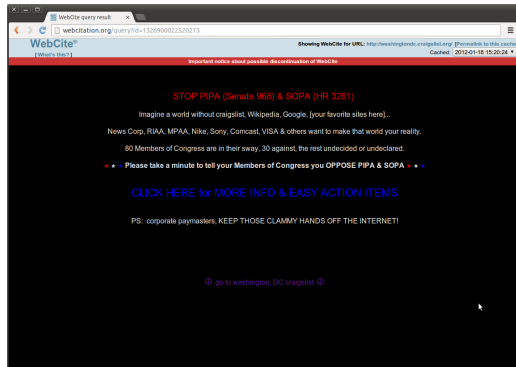 WebCite query result
webcitation.org/query?id=1326900022520273
WebCite®
[What's this?]
Showing WebCite for URL: http://washingtondc.craigslist.org/ [Permalink to this cache
Cached: 2012-01-18 15:20:24
Important notice about possible discontinuation of WebCite
STOP PIPA (Senate 968) & SOPA (HR 3261)
Imagine a world without craigslist, Wikipedia, Google, [your favorite sites here]...
News Corp, RIAA, MPAA, Nike, Sony, Comcast, VISA & others want to make that world your reality.
80 Members of Congress are in their sway, 30 against, the rest undecided or undeclared.
★ ★ ★ Please take a minute to tell your Members of Congress you OPPOSE PIPA & SOPA ★ ★ ★
CLICK HERE for MORE INFO & EASY ACTION ITEMS
PS: corporate paymasters, KEEP THOSE CLAMMY HANDS OFF THE INTERNET!
go to washington, DC craigslist